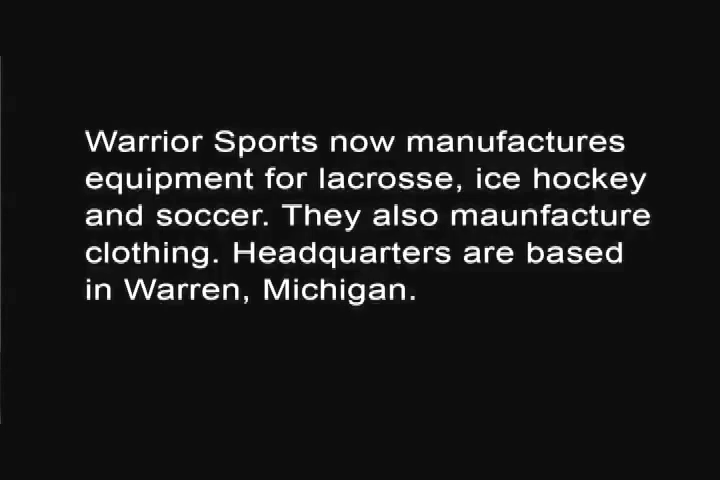 Warrior Sports now manufactures
equipment for lacrosse, ice hockey
and soccer. They also maunfacture
clothing. Headquarters are based
in Warren, Michigan.